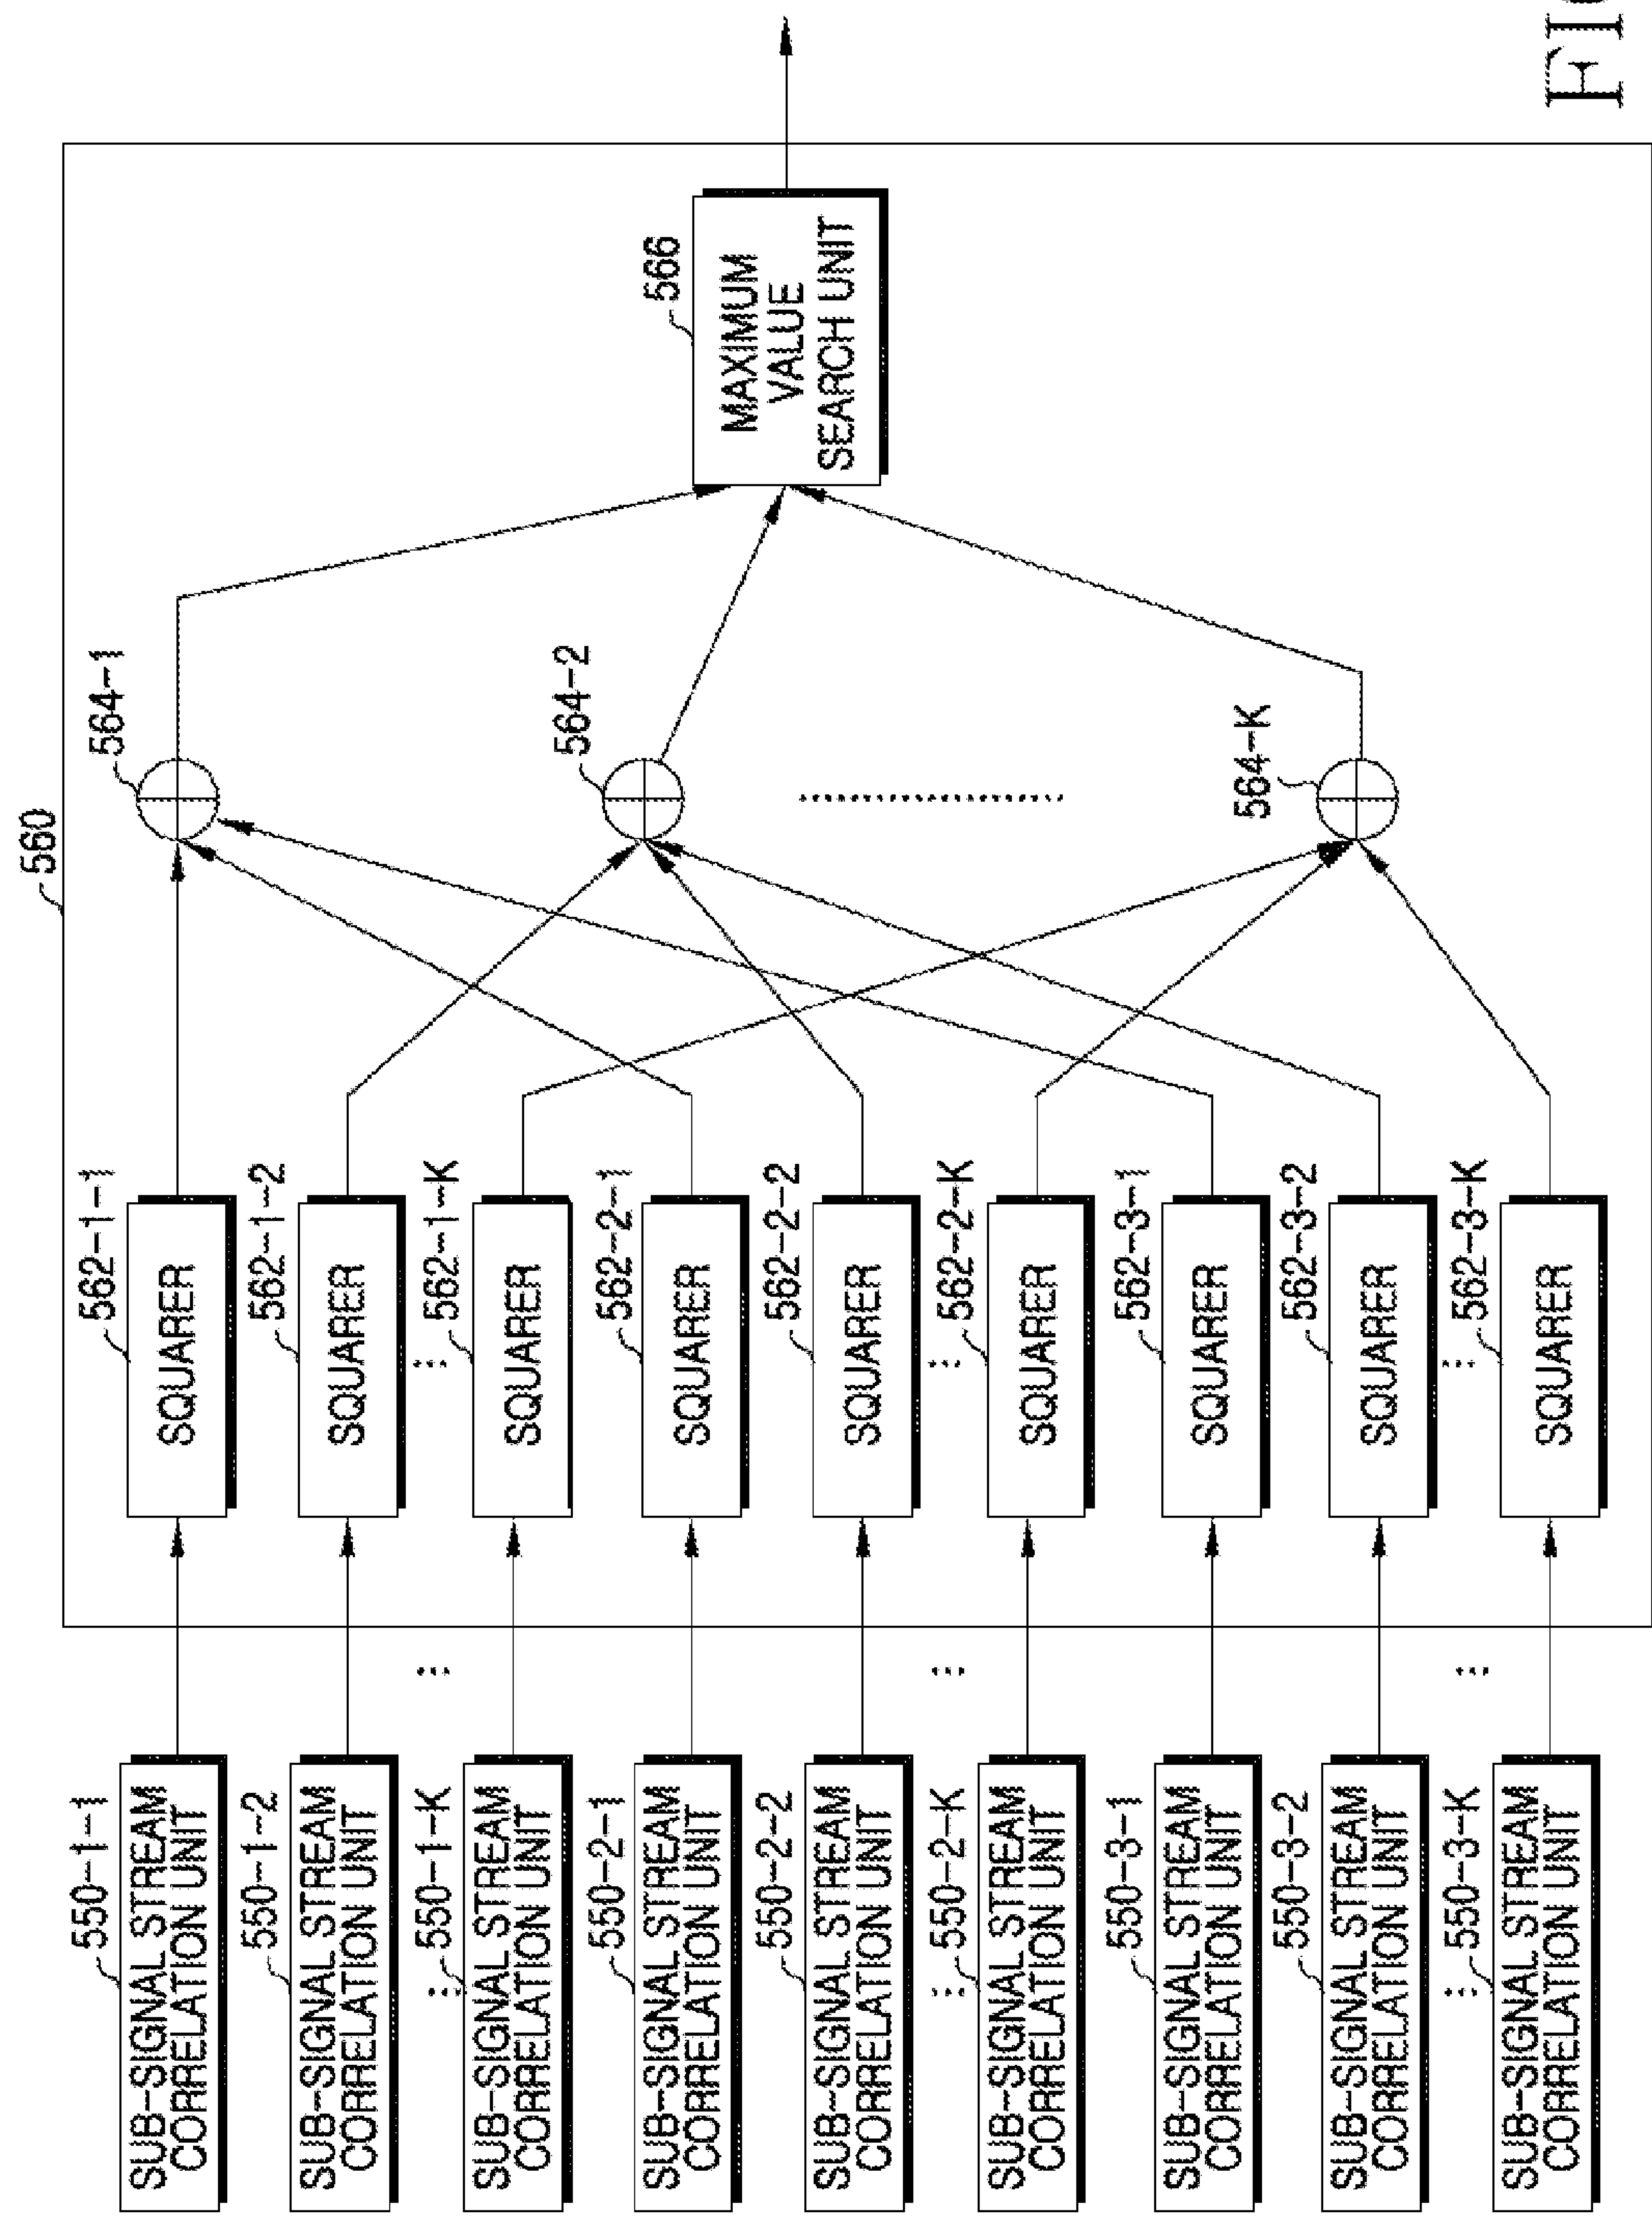 560
550-1-1
SUB-SIGNAL STREAM
CORRELATION UNIT
562-1-1
SQUARER
564-1
550-1-2
SUB-SIGNAL STREAM
CORRELATION UNIT
562-1-2
SQUARER
550-1-K
SUB-SIGNAL STREAM
CORRELATION UNIT
562-1-K
SQUARER
550-2-1
SUB-SIGNAL STREAM
CORRELATION UNIT
562-2-1
SQUARER
564-2
566
MAXIMUM
VALUE
SEARCH UNIT
550-2-2
SUB-SIGNAL STREAM
CORRELATION UNIT
562-2-2
SQUARER
550-2-K
SUB-SIGNAL STREAM
CORRELATION UNIT
562-2-K
SQUARER
550-3-1
SUB-SIGNAL STREAM
CORRELATION UNIT
562-3-1
SQUARER
564-K
550-3-2
SUB-SIGNAL STREAM
CORRELATION UNIT
562-3-2
SQUARER
550-3-K
SUB-SIGNAL STREAM
CORRELATION UNIT
562-3-K
SQUARER